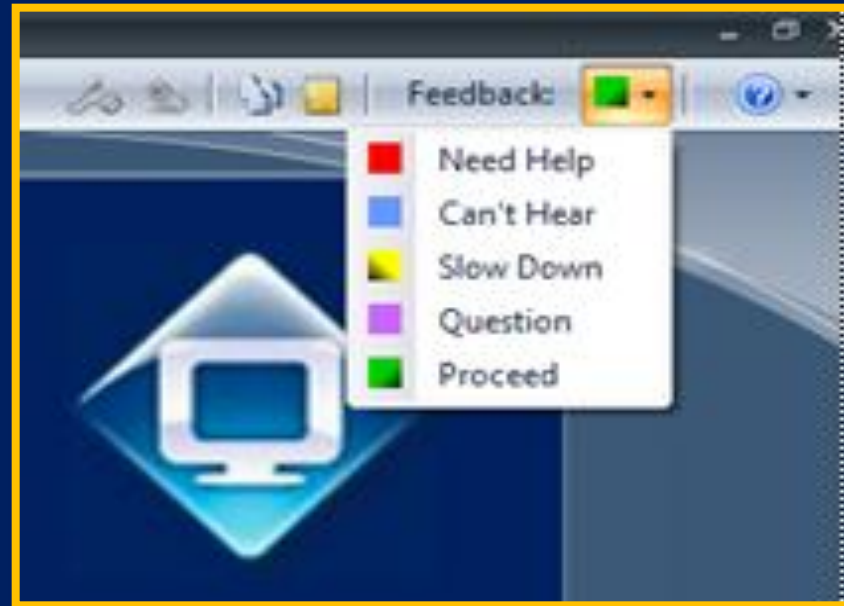 Feedback:
Need Help
Can't Hear
Slow Down
Question
Proceed